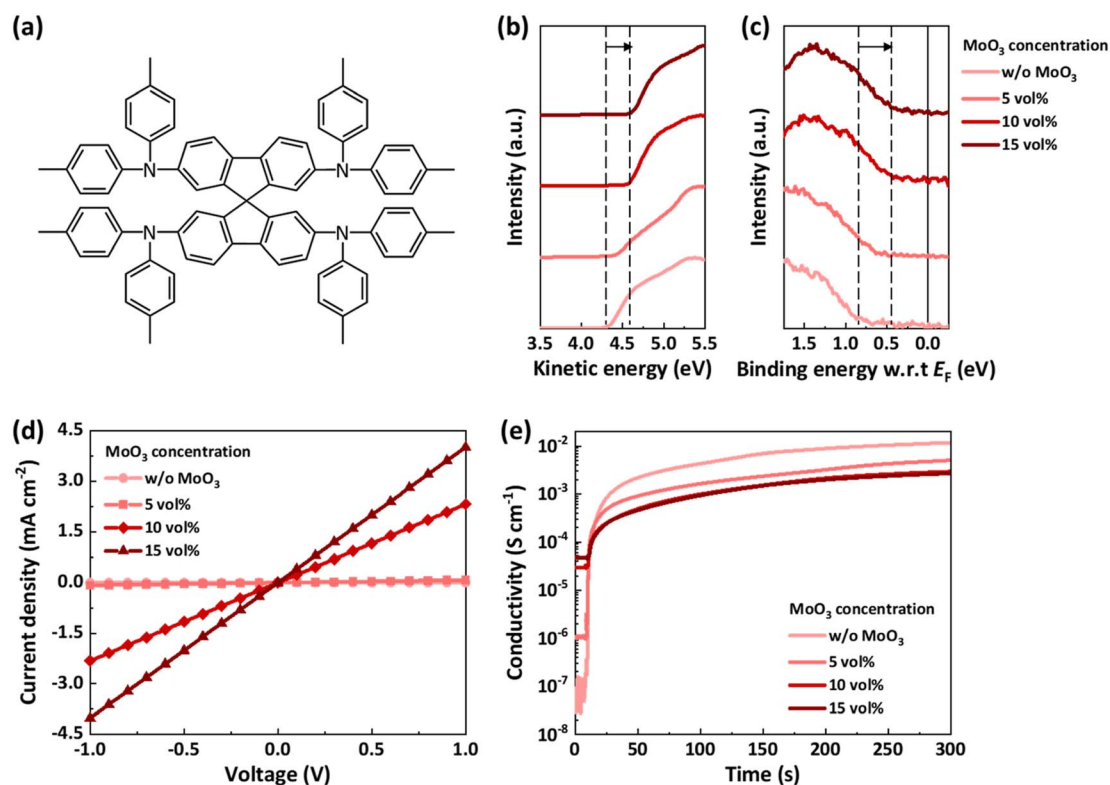 (a)
N
N
N
N
(b)
Intensity (a.u.)
3.5 4.0 4.5 5.0 5.5
Kinetic energy (eV)
(c)
Intensity (a.u.)
1.5 1.0 0.5 0.0
Binding energy w.r.t E_F (eV)
MoO₃ concentration
w/o MoO₃
5 vol%
10 vol%
15 vol%
(d)
MoO₃ concentration
w/o MoO₃
5 vol%
10 vol%
15 vol%
Current density (mA cm⁻²)
4.5
3.0
1.5
0.0
-1.5
-3.0
-4.5
-1.0 -0.5 0.0 0.5 1.0
Voltage (V)
(e)
Conductivity (S cm⁻¹)
10⁻²
10⁻³
10⁻⁴
10⁻⁵
10⁻⁶
10⁻⁷
10⁻⁸
MoO₃ concentration
w/o MoO₃
5 vol%
10 vol%
15 vol%
0 50 100 150 200 250 300
Time (s)